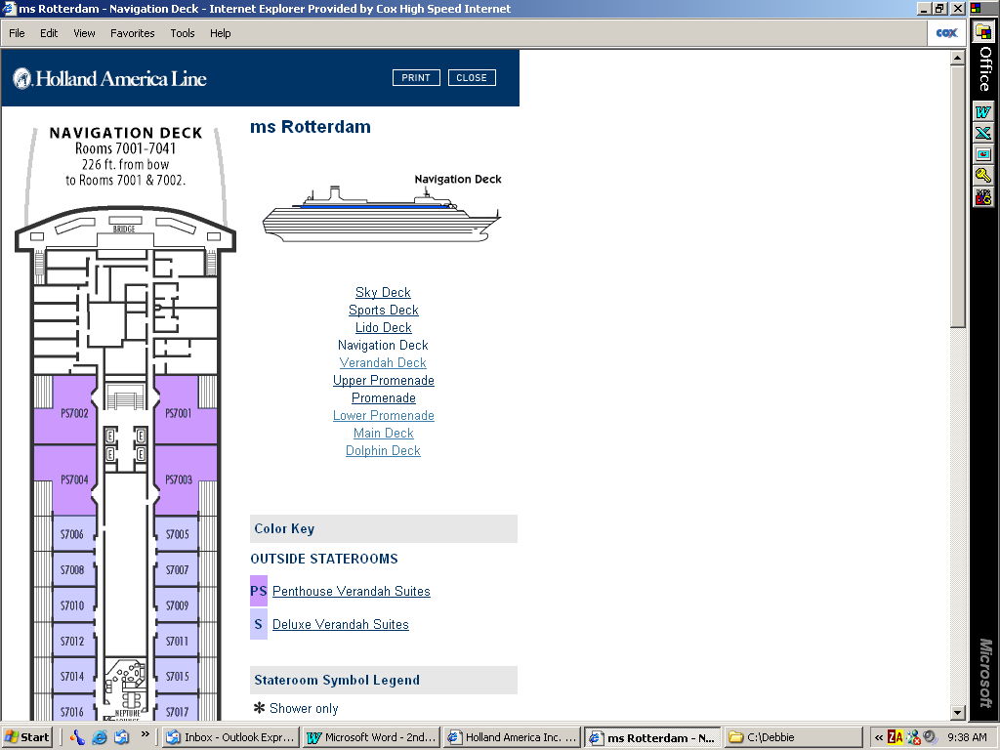 ms Rotterdam - Navigation Deck - Internet Explorer Provided by Cox High Speed Internet
File Edit View Favorites Tools Help
COX
Office
Holland America Line
PRINT CLOSE
NAVIGATION DECK
Rooms 7001-7041
226 ft. from bow
to Rooms 7001 & 7002.
BRIDGE
PS7002 PS7001
E E
E E
PS7004 PS7003
S7006 S7005
S7008 S7007
S7010 S7009
S7012 S7011
S7014 S7015
S7016 S7017
NEPTUNE
ms Rotterdam
Navigation Deck
Sky Deck
Sports Deck
Lido Deck
Navigation Deck
Verandah Deck
Upper Promenade
Promenade
Lower Promenade
Main Deck
Dolphin Deck
Color Key
OUTSIDE STATEROOMS
PS Penthouse Verandah Suites
S Deluxe Verandah Suites
Stateroom Symbol Legend
* Shower only
Microsoft
Start » Inbox - Outlook Expr... Microsoft Word - 2nd... Holland America Inc. ... ms Rotterdam - N... C:\Debbie « ZA 9:38 AM